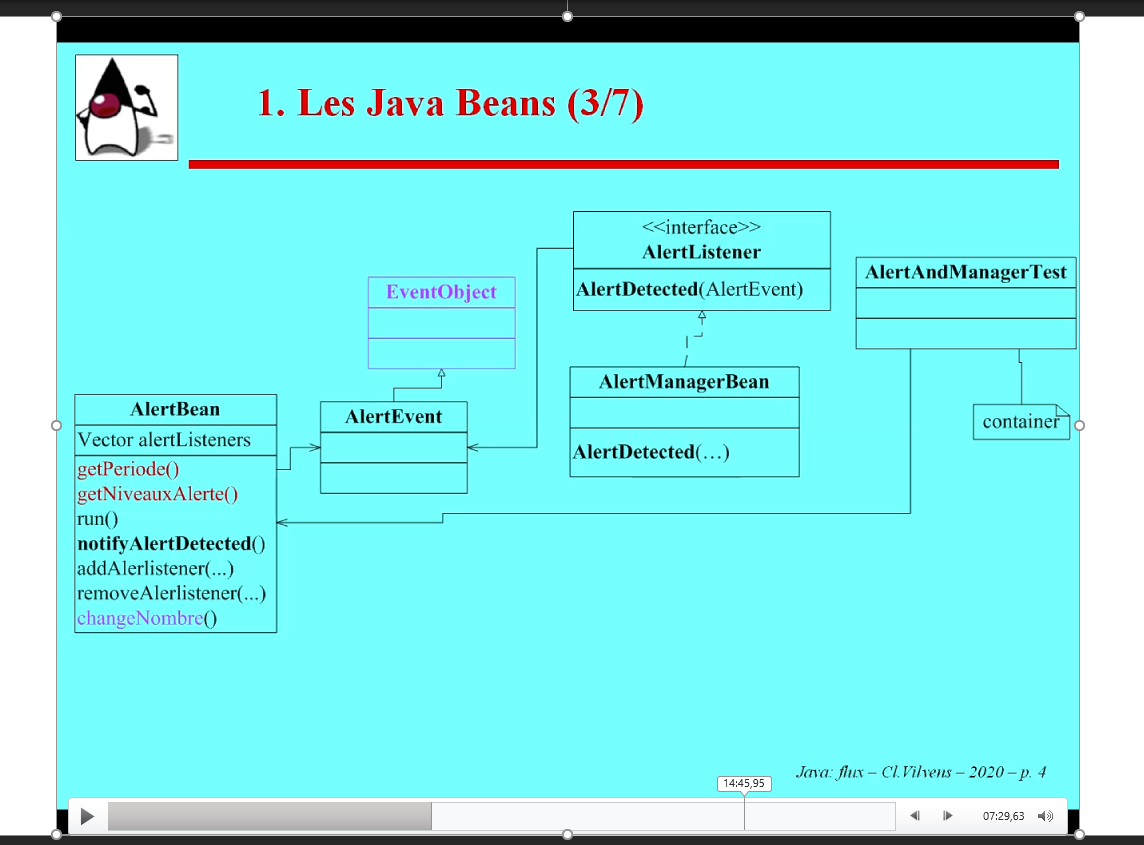 1. Les Java Beans (3/7)
<<interface>>
AlertListener
AlertDetected(AlertEvent)
AlertAndManagerTest
EventObject
AlertManagerBean
AlertDetected(…)
container
AlertBean
Vector alertListeners
getPeriode()
getNiveauxAlerte()
run()
notifyAlertDetected()
addAlerlistener(...)
removeAlerlistener(...)
changeNombre()
AlertEvent
Java: flux – Cl.Vilvens – 2020 – p. 4
14:45,95
07:29,63